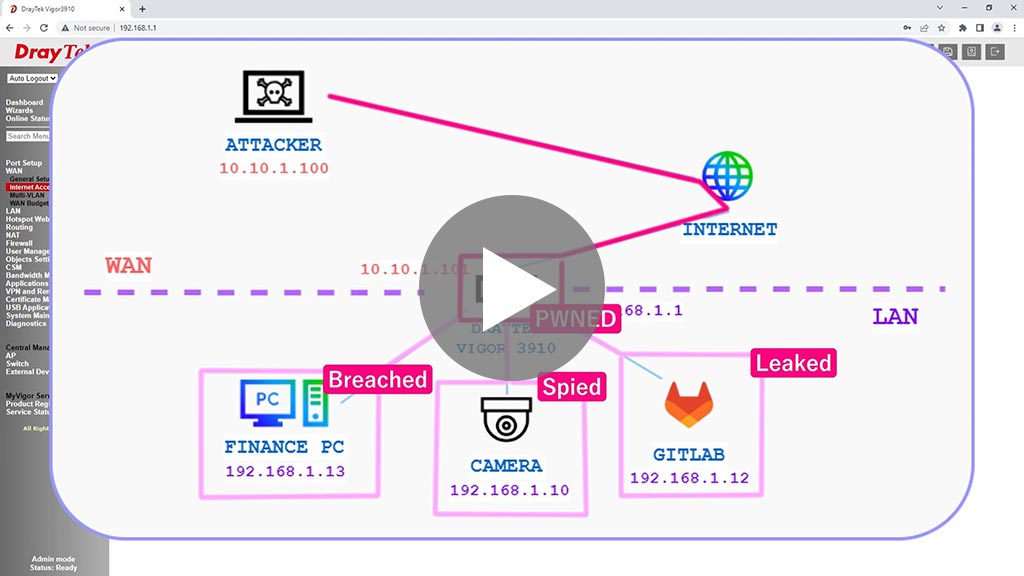 DrayTek Vigor3910
Not secure
192.168.1.1
Dray
Auto Logout
Dashboard
Wizards
Online Status
Search Menu
Port Setup
WAN
General Setu
Internet Acce
Multi-VLAN
WAN Budget
LAN
Hotspot Web
Routing
NAT
Firewall
User Manage
Objects Setti
CSM
Bandwidth M
Applications
VPN and Rem
Certificate M
USB Applicat
System Main
Diagnostics
Central Mana
AP
Switch
External Dev
MyVigor Serv
Product Regi
Service Statu
All Right
Admin mode
Status: Ready
ATTACKER
10.10.1.100
INTERNET
WAN
10.10.1.101
LAN
68.1.1
PWNED
DRAYTE
VIGOR 3910
Breached
Spied
Leaked
PC
FINANCE PC
192.168.1.13
CAMERA
192.168.1.10
GITLAB
192.168.1.12